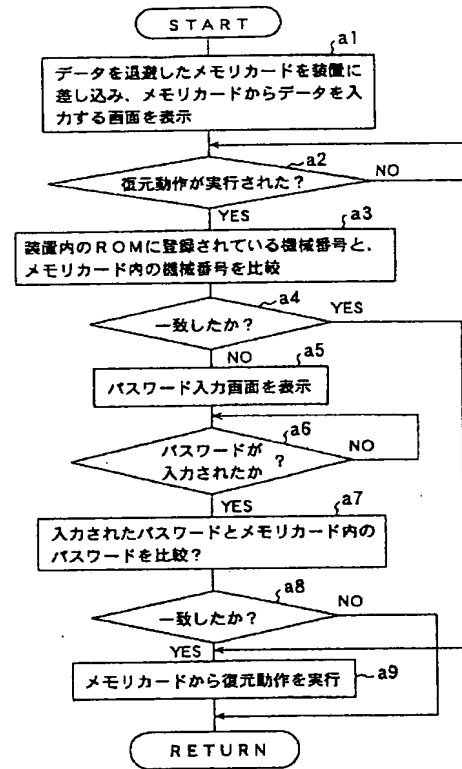 START
a1
データを退避したメモリカードを装置に
差し込み、メモリカードからデータを入
力する画面を表示
a2
復元動作が実行された?
NO
YES
a3
装置内のROMに登録されている機械番号と、
メモリカード内の機械番号を比較
a4
一致したか?
YES
NO
a5
パスワード入力画面を表示
a6
パスワードが
入力されたか ?
NO
YES
a7
入力されたパスワードとメモリカード内の
パスワードを比較?
a8
一致したか?
NO
YES
メモリカードから復元動作を実行
a9
RETURN